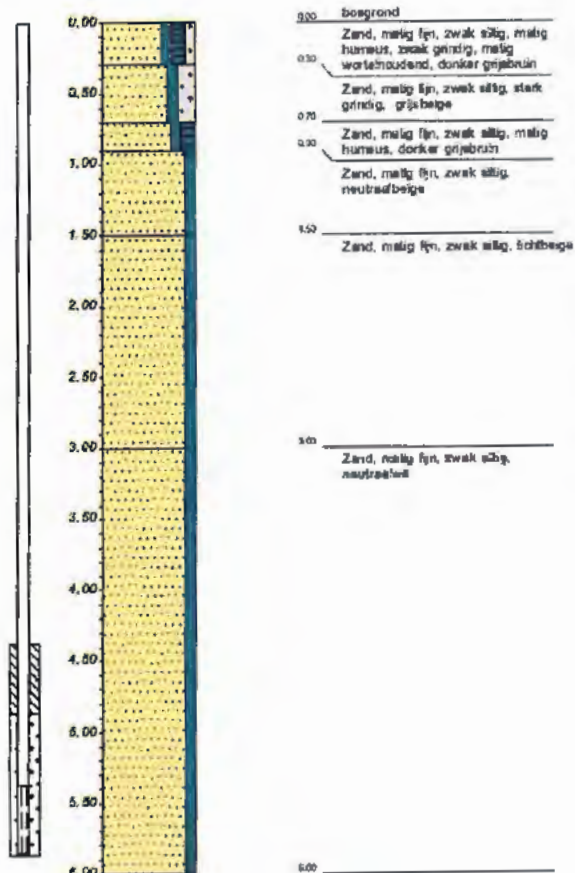 0,00
0,50
1,00
1,50
2,00
2,50
3,00
3,50
4,00
4,50
5,00
5,50
6,00
0,00
bosgrond
Zand, matig fijn, zwak siltig, matig
humeus, zwak grindig, matig
wortelhoudend, donker grijsbruin
0,30
Zand, matig fijn, zwak siltig, sterk
grindig, grijsbeige
0,70
Zand, matig fijn, zwak siltig, matig
humeus, donker grijsbruin
0,90
Zand, matig fijn, zwak siltig,
neutraalbeige
1,50
Zand, matig fijn, zwak siltig, lichtbeige
3,00
Zand, matig fijn, zwak siltig,
6,00